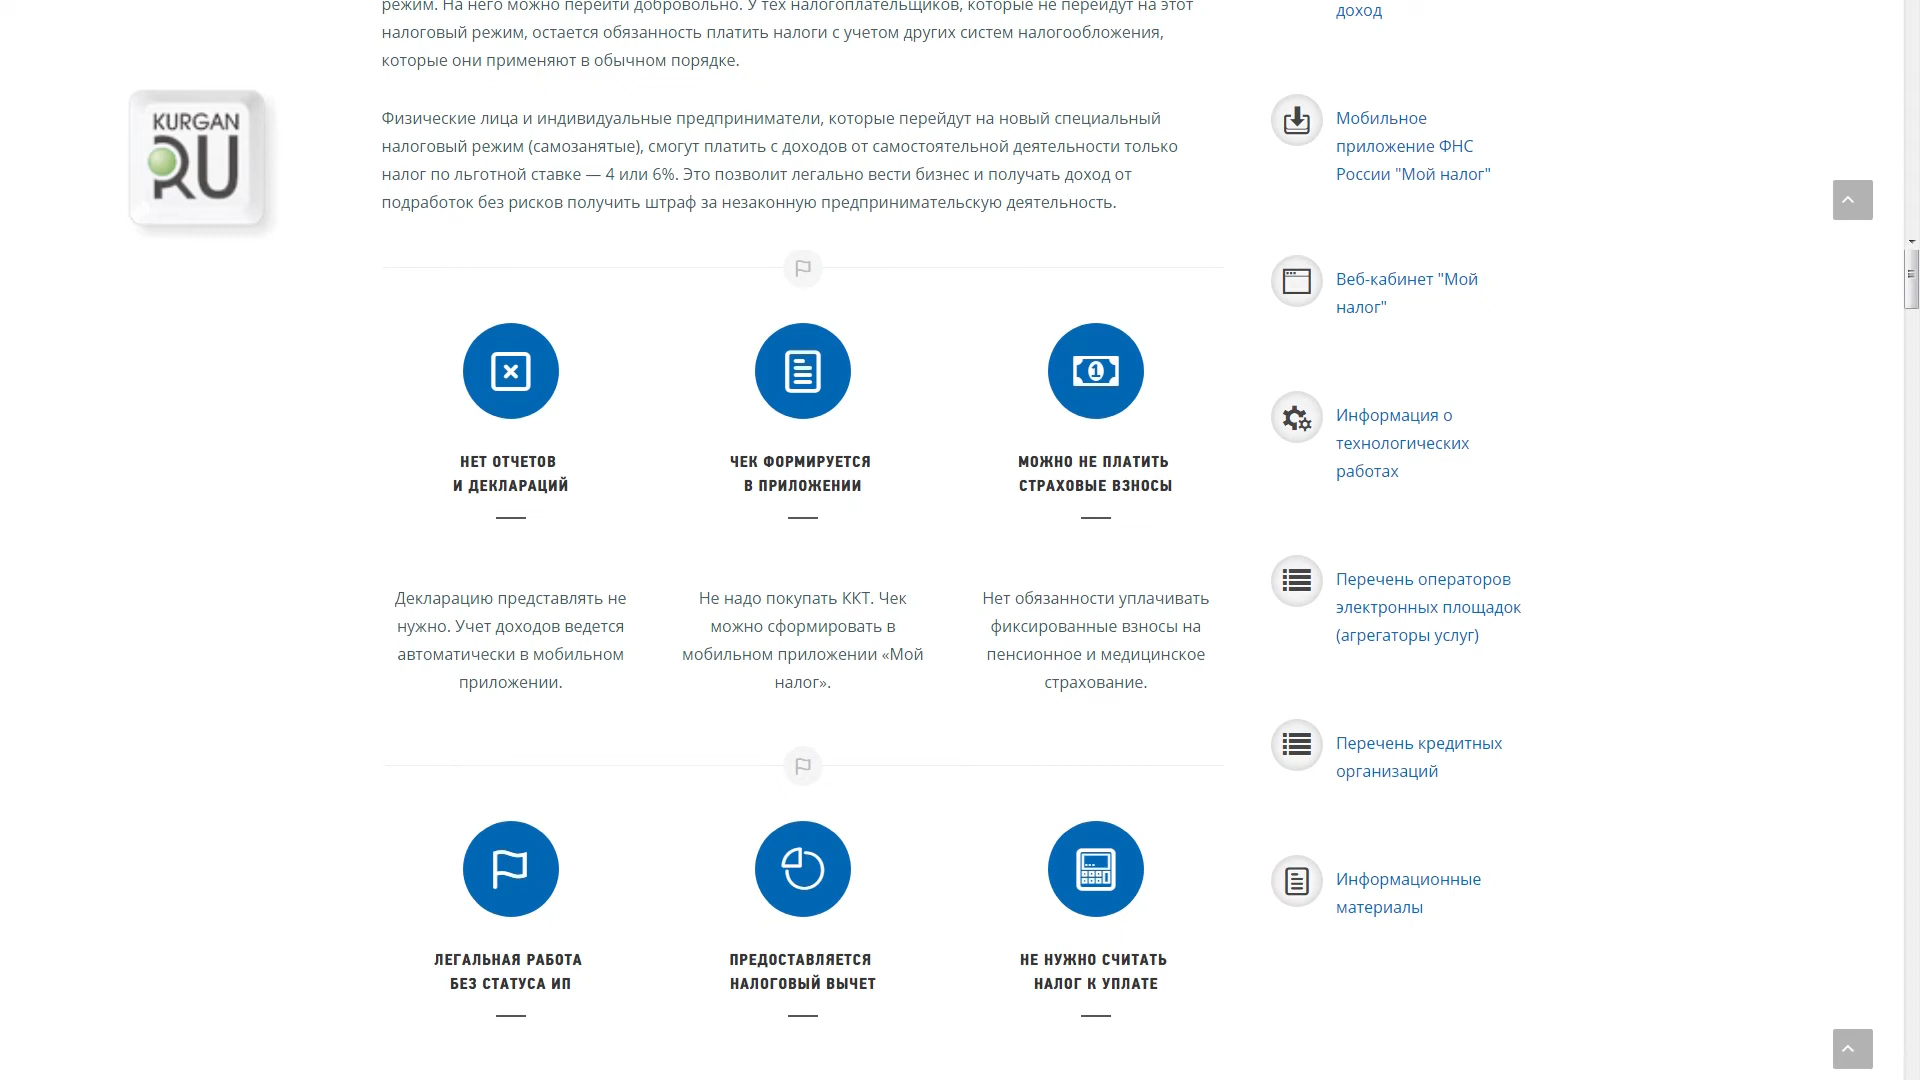 режим. На него можно перейти добровольно. У тех налогоплательщиков, которые не перейдут на этот
налоговый режим, остается обязанность платить налоги с учетом других систем налогообложения,
которые они применяют в обычном порядке.
KURGAN
RU
Физические лица и индивидуальные предприниматели, которые перейдут на новый специальный
налоговый режим (самозанятые), смогут платить с доходов от самостоятельной деятельности только
налог по льготной ставке — 4 или 6%. Это позволит легально вести бизнес и получать доход от
подработок без рисков получить штраф за незаконную предпринимательскую деятельность.
НЕТ ОТЧЕТОВ
И ДЕКЛАРАЦИЙ
Декларацию представлять не
нужно. Учет доходов ведется
автоматически в мобильном
приложении.
ЧЕК ФОРМИРУЕТСЯ
В ПРИЛОЖЕНИИ
Не надо покупать ККТ. Чек
можно сформировать в
мобильном приложении «Мой
налог».
1
МОЖНО НЕ ПЛАТИТЬ
СТРАХОВЫЕ ВЗНОСЫ
Нет обязанности уплачивать
фиксированные взносы на
пенсионное и медицинское
страхование.
ЛЕГАЛЬНАЯ РАБОТА
БЕЗ СТАТУСА ИП
ПРЕДОСТАВЛЯЕТСЯ
НАЛОГОВЫЙ ВЫЧЕТ
НЕ НУЖНО СЧИТАТЬ
НАЛОГ К УПЛАТЕ
доход
Мобильное
приложение ФНС
России "Мой налог"
Веб-кабинет "Мой
налог"
Информация о
технологических
работах
Перечень операторов
электронных площадок
(агрегаторы услуг)
Перечень кредитных
организаций
Информационные
материалы